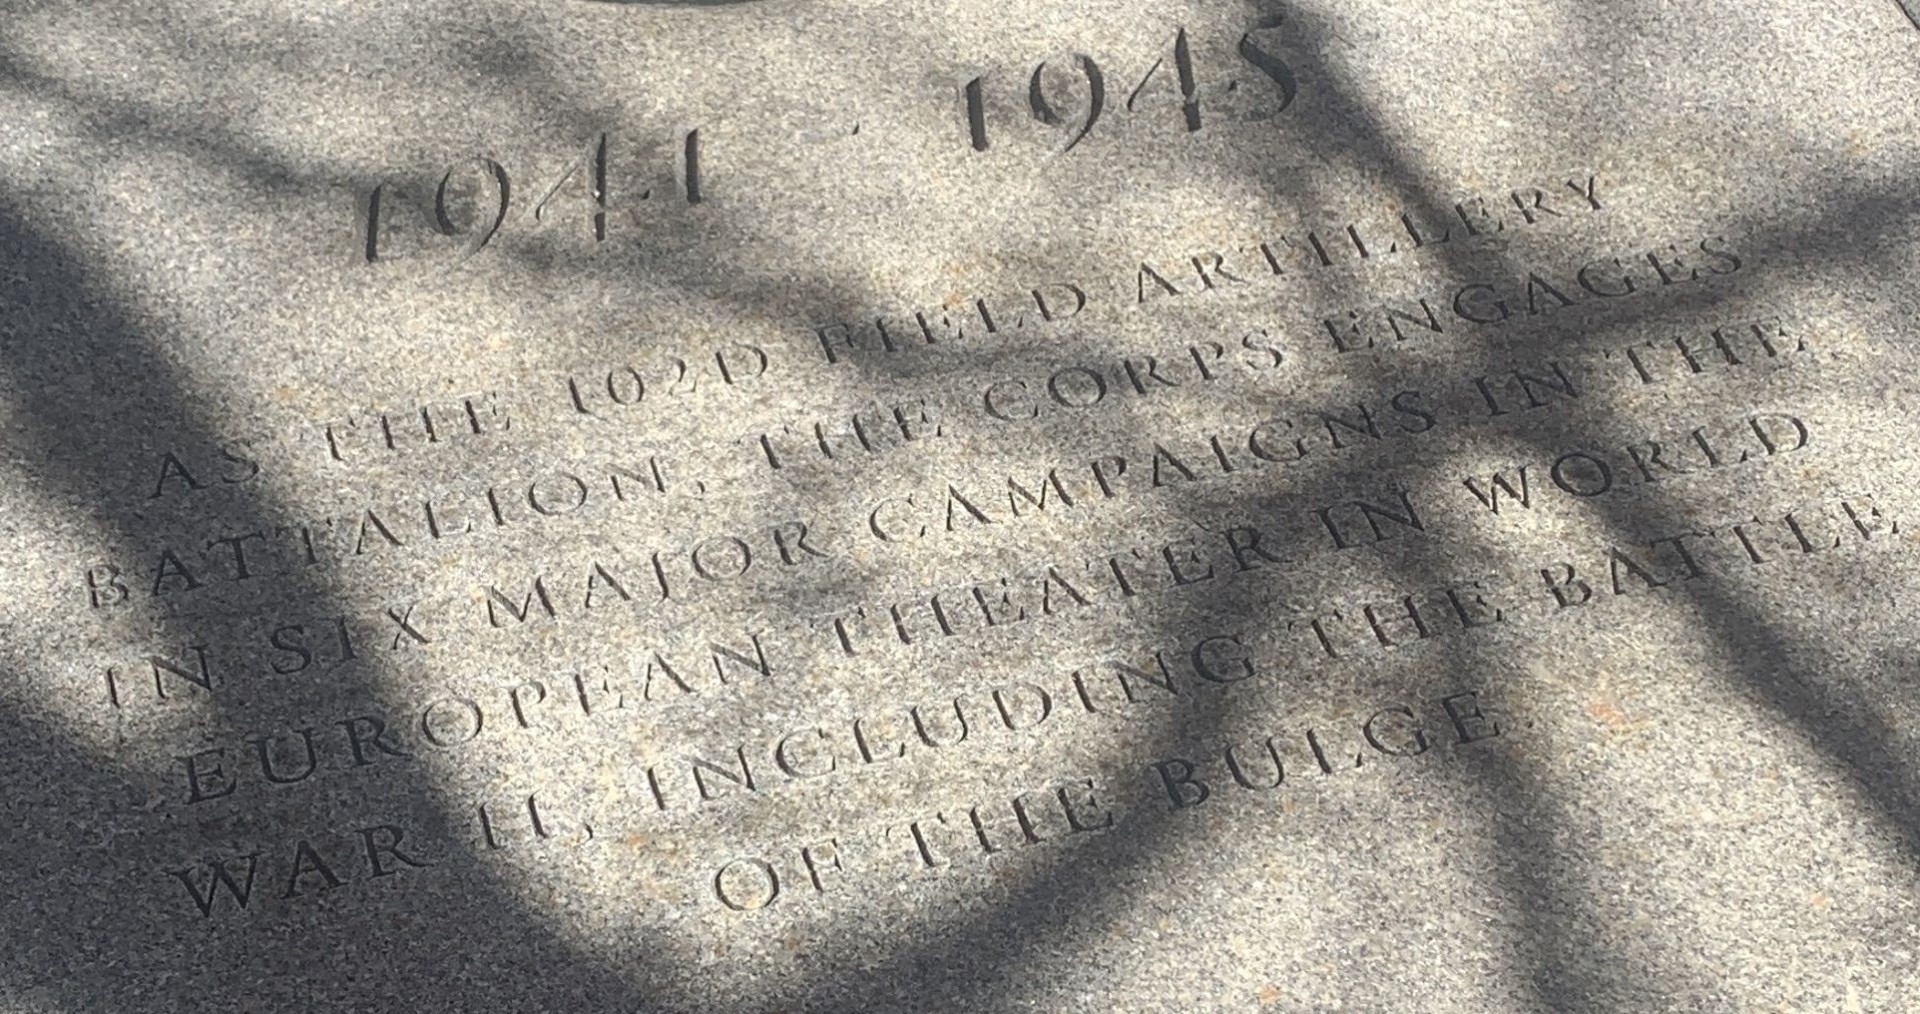 1941 - 1945
AS THE 102D FIELD ARTILLERY
BATTALION, THE CORPS ENGAGES
IN SIX MAJOR CAMPAIGNS IN THE
EUROPEAN THEATER IN WORLD
WAR II, INCLUDING THE BATTLE
OF THE BULGE.